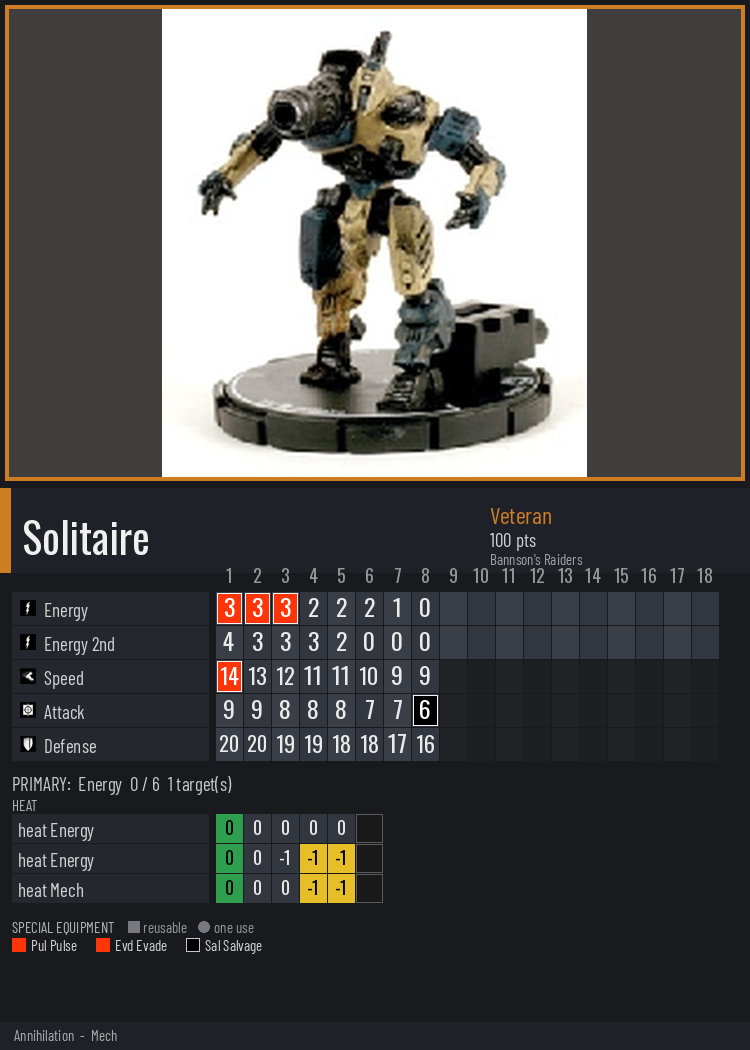 Solitaire
Veteran
100 pts
Bannson's Raiders
1 2 3 4 5 6 7 8 9 10 11 12 13 14 15 16 17 18
Energy 3 3 3 2 2 2 1 0
Energy 2nd 4 3 3 3 2 0 0 0
Speed 14 13 12 11 11 10 9 9
Attack 9 9 8 8 8 7 7 6
Defense 20 20 19 19 18 18 17 16
PRIMARY: Energy 0 / 6 1 target(s)
HEAT
heat Energy 0 0 0 0 0
heat Energy 0 0 -1 -1 -1
heat Mech 0 0 0 -1 -1
SPECIAL EQUIPMENT reusable one use
Pul Pulse Evd Evade Sal Salvage
Annihilation - Mech